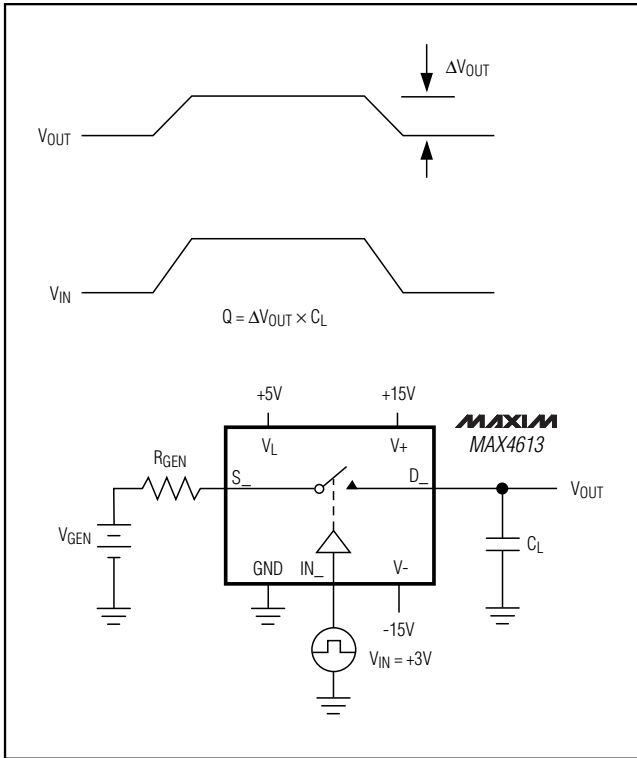 ΔVOUT
VOUT
VIN
Q = ΔVOUT × CL
+5V
+15V
MAXIM
MAX4613
VL
V+
RGEN
S_
D_
VOUT
VGEN
CL
GND
IN_
V-
-15V
VIN = +3V